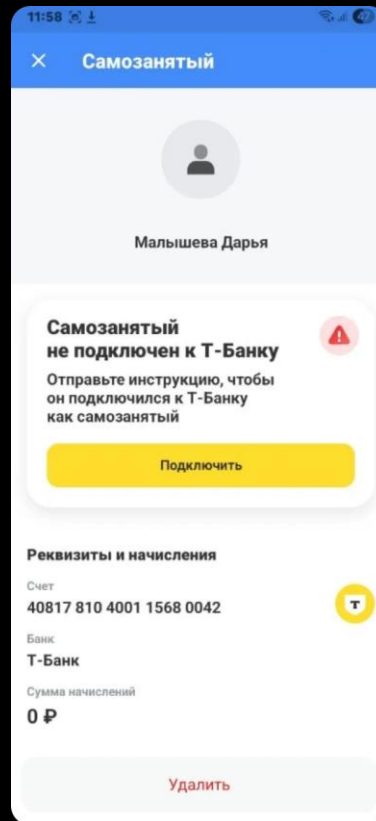 11:58
47
Самозанятый
Малышева Дарья
Самозанятый
не подключен к Т-Банку
Отправьте инструкцию, чтобы
он подключился к Т-Банку
как самозанятый
Подключить
Реквизиты и начисления
Счет
40817 810 4001 1568 0042
Т
Банк
Т-Банк
Сумма начислений
0 ₽
Удалить